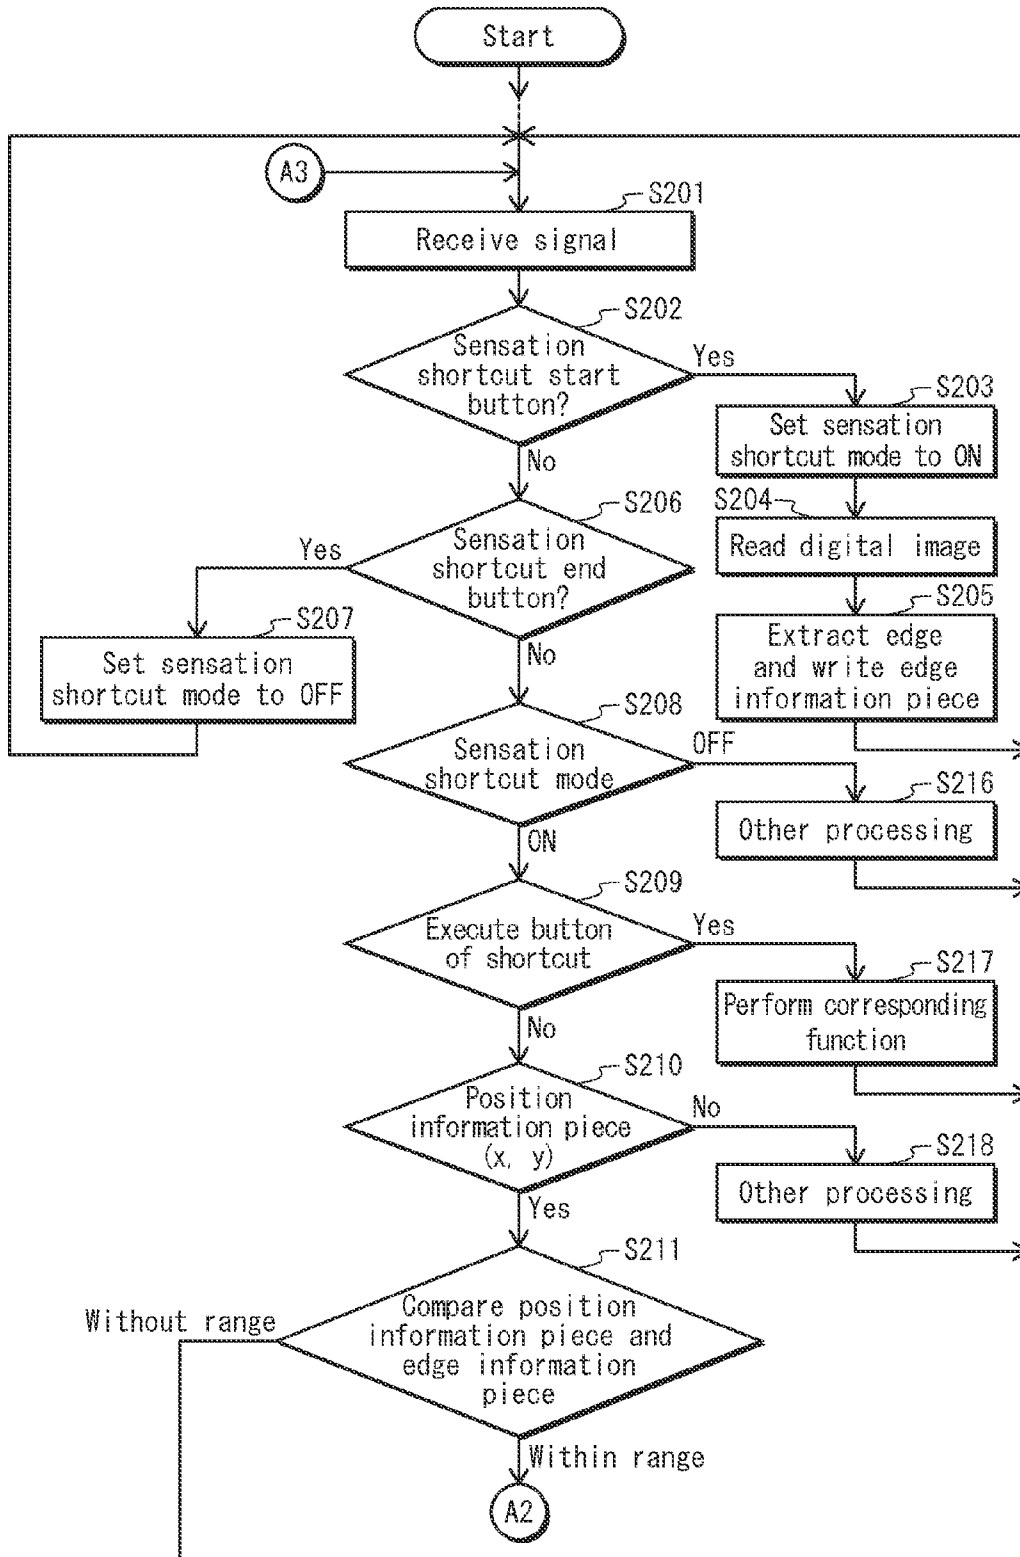 Start
A3
S201
Receive signal
S202
Sensation
shortcut start
button?
Yes
S203
Set sensation
shortcut mode to ON
No
S204
Read digital image
S206
Sensation
shortcut end
button?
Yes
S205
Extract edge
and write edge
information piece
S207
Set sensation
shortcut mode to OFF
No
S208
Sensation
shortcut mode
OFF
S216
Other processing
ON
S209
Execute button
of shortcut
Yes
S217
Perform corresponding
function
No
S210
Position
information piece
(x, y)
No
S218
Other processing
Yes
S211
Compare position
information piece and
edge information
piece
Without range
Within range
A2